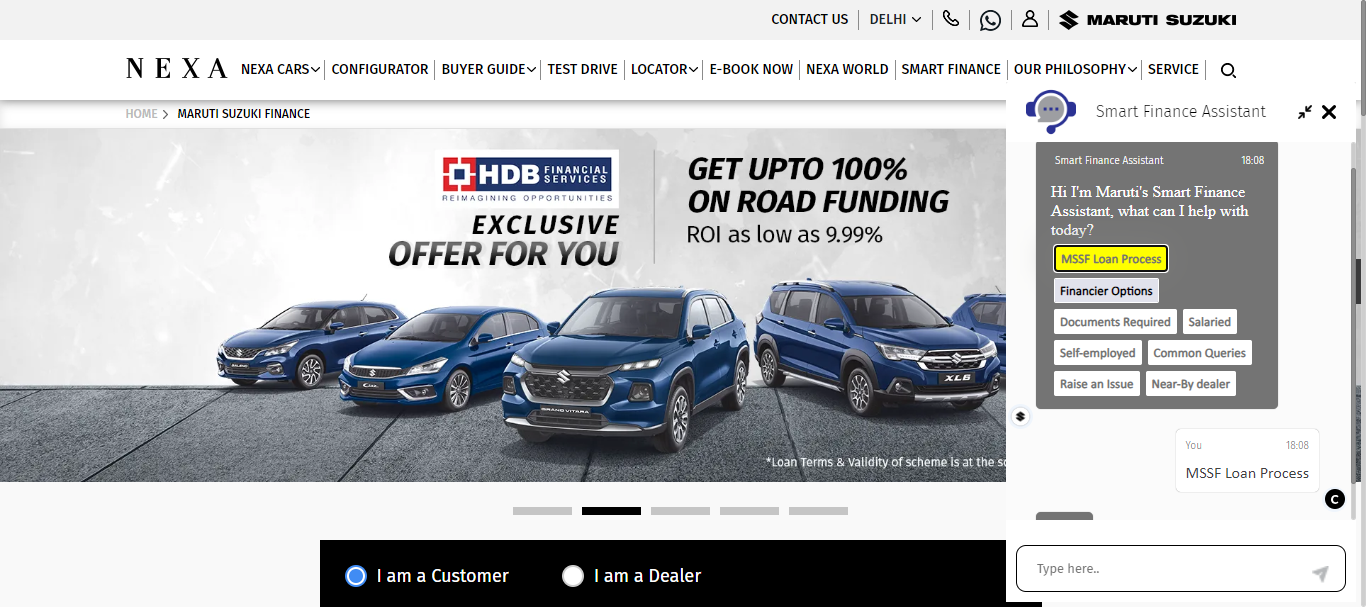 CONTACT US
DELHI
MARUTI SUZUKI
NEXA
NEXA CARS
CONFIGURATOR
BUYER GUIDE
TEST DRIVE
LOCATOR
E-BOOK NOW
NEXA WORLD
SMART FINANCE
OUR PHILOSOPHY
SERVICE
HOME
MARUTI SUZUKI FINANCE
HDB FINANCIAL
SERVICES
REIMAGINING OPPORTUNITIES
EXCLUSIVE
OFFER FOR YOU
GET UPTO 100%
ON ROAD FUNDING
ROI as low as 9.99%
BALENO
CIAZ
GRAND VITARA
XL6
*Loan Terms & Validity of scheme is at the
I am a Customer
I am a Dealer
Smart Finance Assistant
Smart Finance Assistant 18:08
Hi I'm Maruti's Smart Finance
Assistant, what can I help with
today?
MSSF Loan Process
Financier Options
Documents Required
Salaried
Self-employed
Common Queries
Raise an Issue
Near-By dealer
You 18:08
MSSF Loan Process
C
Type here..